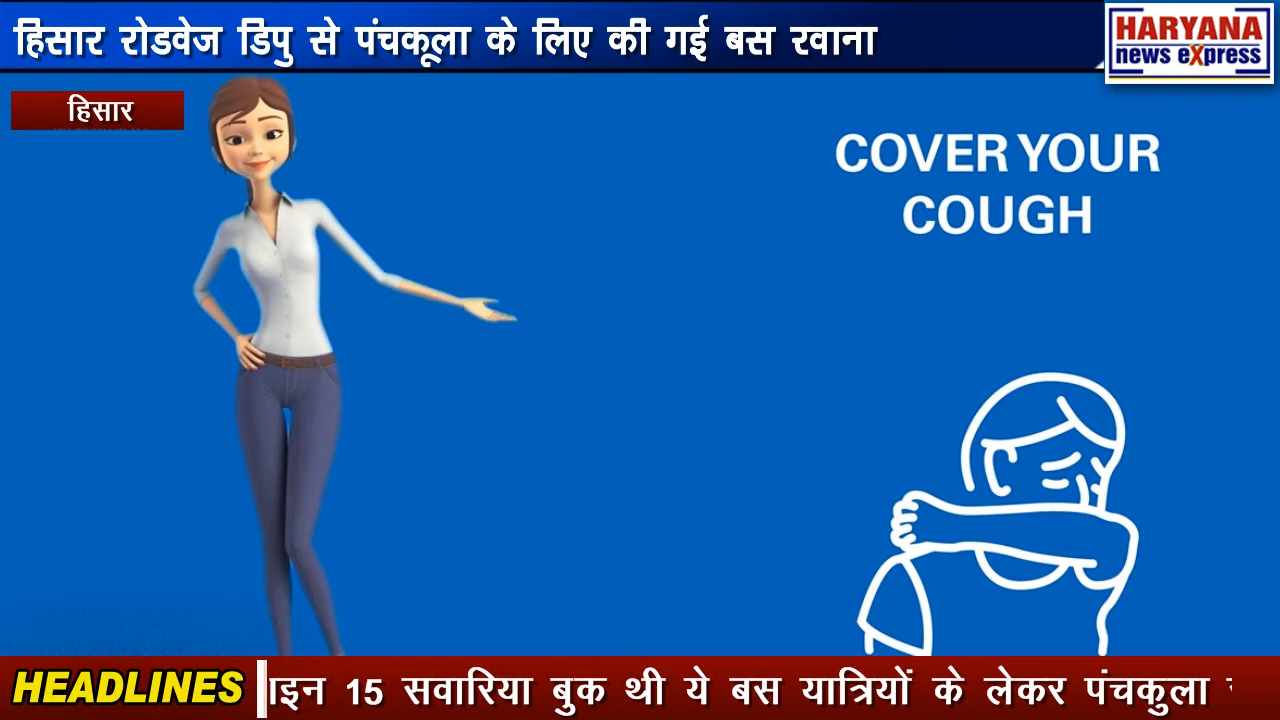 हिसार रोडवेज डिपु से पंचकूला के लिए की गई बस रवाना
HARYANA
news eXpress
हिसार
COVER YOUR
COUGH
HEADLINES
ाइन 15 सवारिया बुक थी ये बस यात्रियों के लेकर पंचकुला